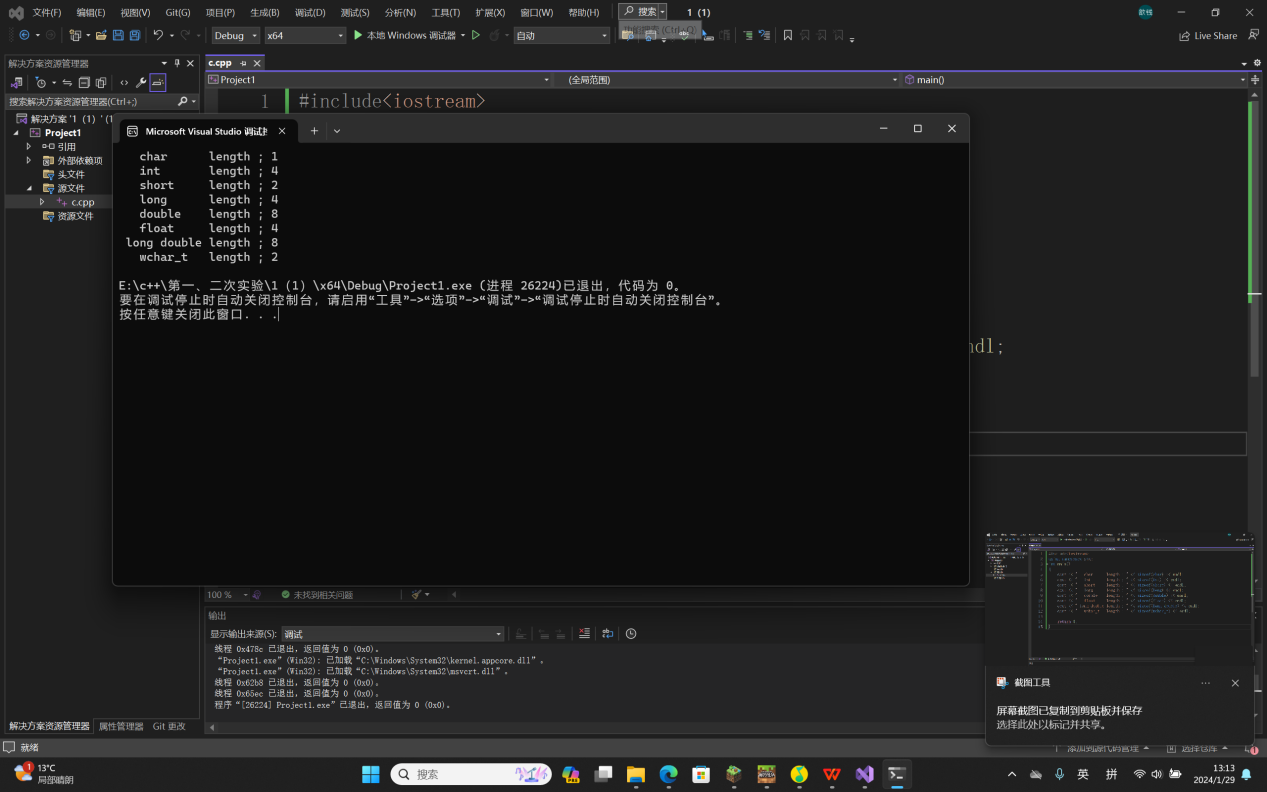 文件(F) 编辑(E) 视图(V) Git(G) 项目(P) 生成(B) 调试(D) 测试(S) 分析(N) 工具(T) 扩展(X) 窗口(W) 帮助(H) 搜索 1 (1)
Debug x64 本地 Windows 调试器 自动 Live Share
解决方案资源管理器
c.cpp
Project1 (全局范围) main()
搜索解决方案资源管理器(Ctrl+;)
1 #include<iostream>
解决方案 '1 (1) ' (1
Project1
引用
外部依赖项
头文件
源文件
c.cpp
资源文件
Microsoft Visual Studio 调试
char length ; 1
int length ; 4
short length ; 2
long length ; 4
double length ; 8
float length ; 4
long double length ; 8
wchar_t length ; 2
E:\c++\第一、二次实验\1 (1) \x64\Debug\Project1.exe (进程 26224)已退出，代码为 0。
要在调试停止时自动关闭控制台，请启用“工具”->“选项”->“调试”->“调试停止时自动关闭控制台”。
按任意键关闭此窗口. . .
ndl;
100 % 未找到相关问题
输出
显示输出来源(S): 调试
线程 0x478c 已退出，返回值为 0 (0x0)。
“Project1.exe”(Win32): 已加载“C:\Windows\System32\kernel.appcore.dll”。
“Project1.exe”(Win32): 已加载“C:\Windows\System32\msvcrt.dll”。
线程 0x62b8 已退出，返回值为 0 (0x0)。
线程 0x65ec 已退出，返回值为 0 (0x0)。
程序“[26224] Project1.exe”已退出，返回值为 0 (0x0)。
截图工具
屏幕截图已复制到剪贴板并保存
选择此处以标记并共享。
解决方案资源管理器 属性管理器 Git 更改
就绪 添加到源代码管理 选择仓库
1
13°C
局部晴朗
搜索
英 拼
13:13
2024/1/29